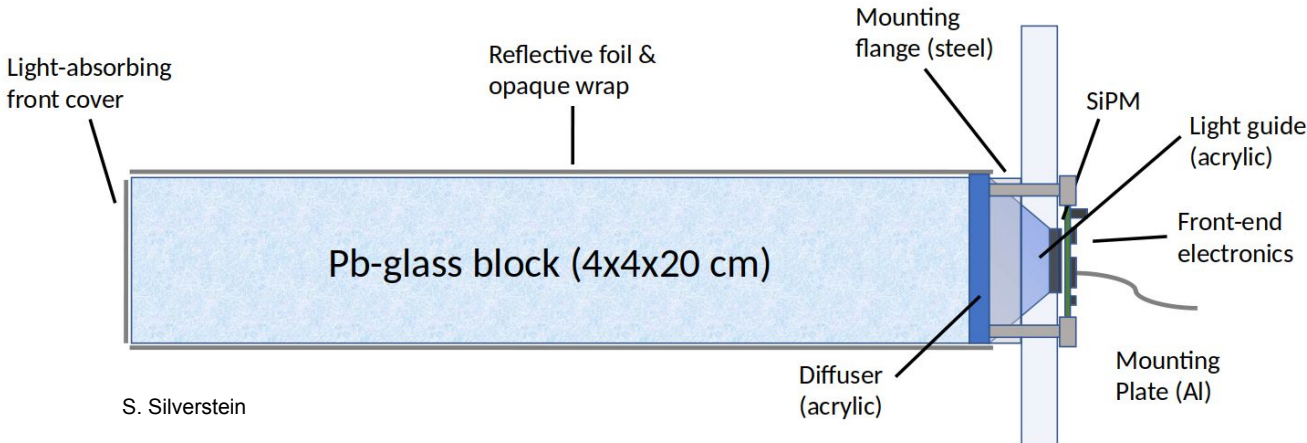 Light-absorbing
front cover
Reflective foil &
opaque wrap
Mounting
flange (steel)
SiPM
Light guide
(acrylic)
Front-end
electronics
Pb-glass block (4x4x20 cm)
Diffuser
(acrylic)
Mounting
Plate (Al)
S. Silverstein